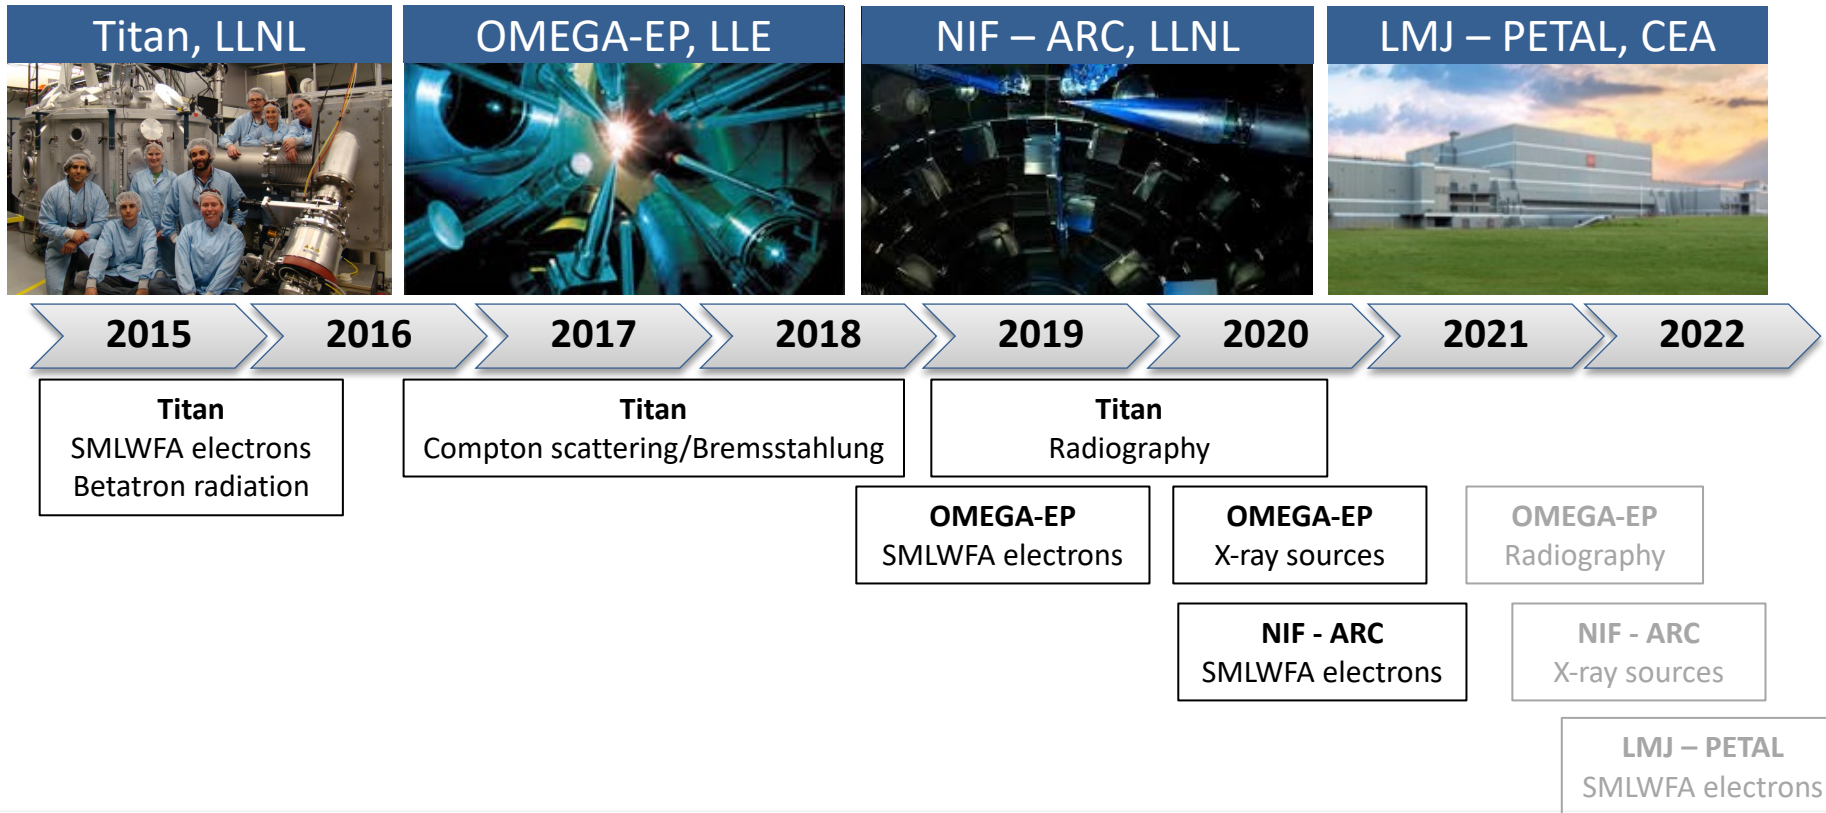 Titan, LLNL
OMEGA-EP, LLE
NIF – ARC, LLNL
LMJ – PETAL, CEA
2015
2016
2017
2018
2019
2020
2021
2022
Titan
SMLWFA electrons
Betatron radiation
Titan
Compton scattering/Bremsstahlung
Titan
Radiography
OMEGA-EP
SMLWFA electrons
OMEGA-EP
X-ray sources
OMEGA-EP
Radiography
NIF - ARC
SMLWFA electrons
NIF - ARC
X-ray sources
LMJ – PETAL
SMLWFA electrons